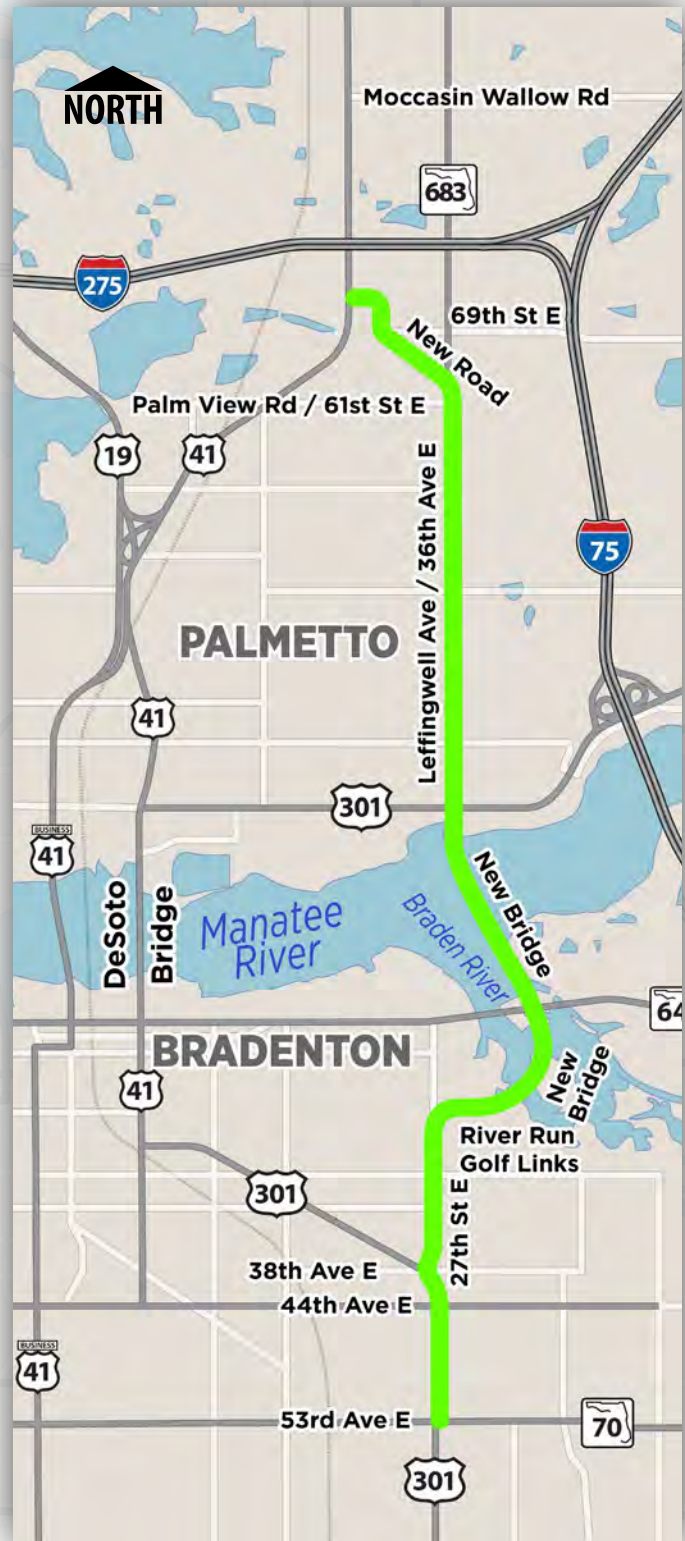 NORTH
Moccasin Wallow Rd
683
275
69th St E
New Road
Palm View Rd / 61st St E
19
41
Leffingwell Ave / 36th Ave E
75
PALMETTO
41
301
BUSINESS
41
DeSoto
Bridge
Manatee
River
Braden River
New Bridge
64
BRADENTON
41
New
Bridge
River Run
Golf Links
301
27th St E
38th Ave E
44th Ave E
BUSINESS
41
53rd Ave E
70
301